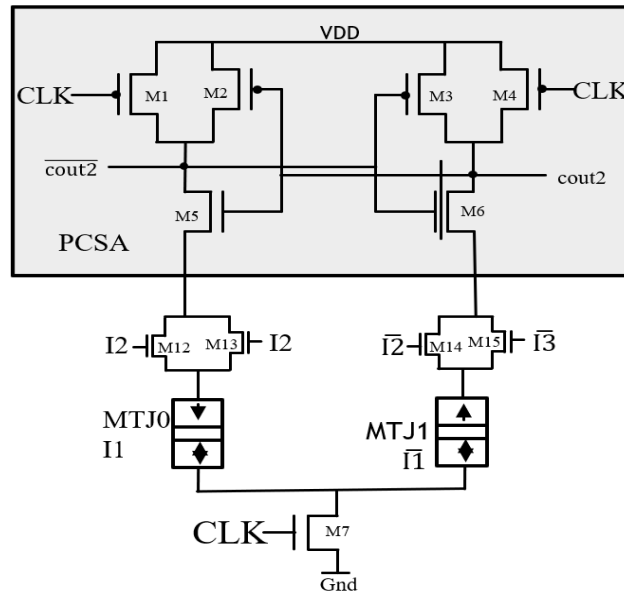 VDD
CLK
M1
M2
M3
M4
CLK
cout2
cout2
M5
M6
PCSA
I2
M12
M13
I2
I2
M14
M15
I3
MTJ0
I1
MTJ1
I1
CLK
M7
Gnd